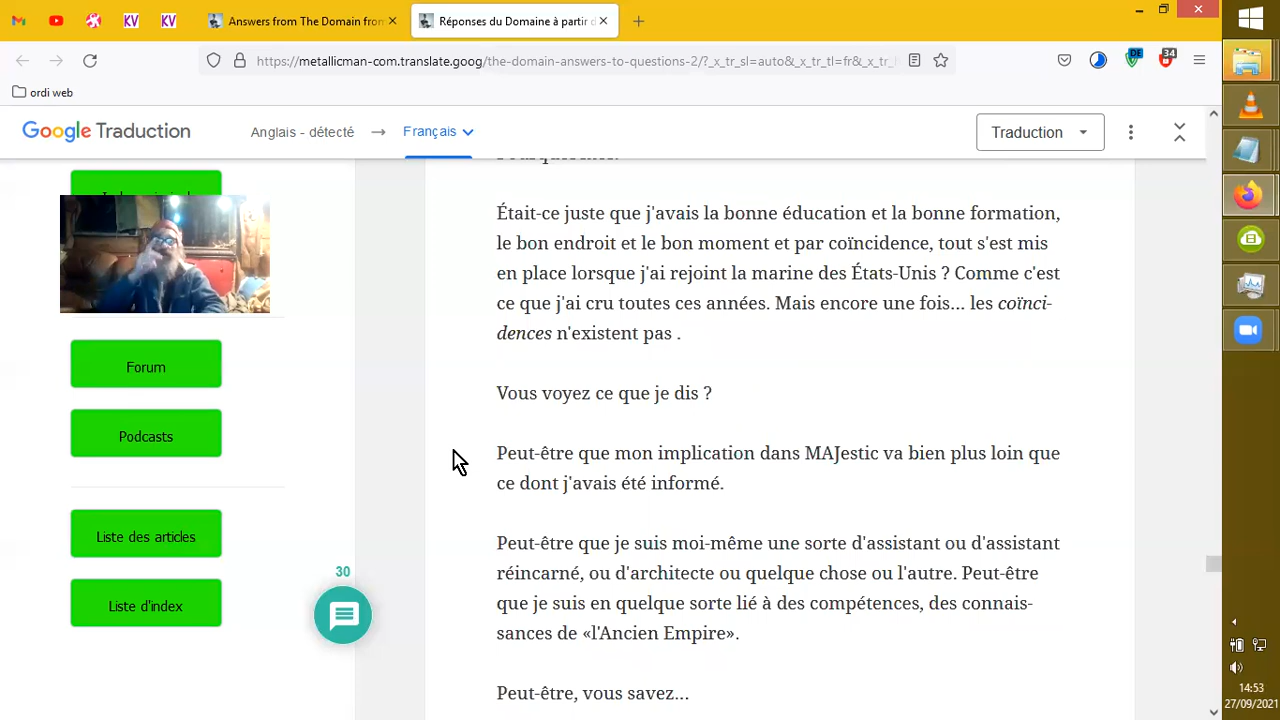 KV
KV
Answers from The Domain from
Réponses du Domaine à partir d
https://metallicman-com.translate.goog/the-domain-answers-to-questions-2/?_x_tr_sl=auto&_x_tr_tl=fr&_x_tr_
DE
34
ordi web
Google Traduction
Anglais - détecté
Français
Traduction
Était-ce juste que j'avais la bonne éducation et la bonne formation,
le bon endroit et le bon moment et par coïncidence, tout s'est mis
en place lorsque j'ai rejoint la marine des États-Unis ? Comme c'est
ce que j'ai cru toutes ces années. Mais encore une fois… les coïnci-
dences n'existent pas .
Vous voyez ce que je dis ?
Peut-être que mon implication dans MAJestic va bien plus loin que
ce dont j'avais été informé.
Peut-être que je suis moi-même une sorte d'assistant ou d'assistant
réincarné, ou d'architecte ou quelque chose ou l'autre. Peut-être
que je suis en quelque sorte lié à des compétences, des connais-
sances de «l'Ancien Empire».
Peut-être, vous savez…
Forum
Podcasts
Liste des articles
Liste d'index
30
14:53
27/09/2021